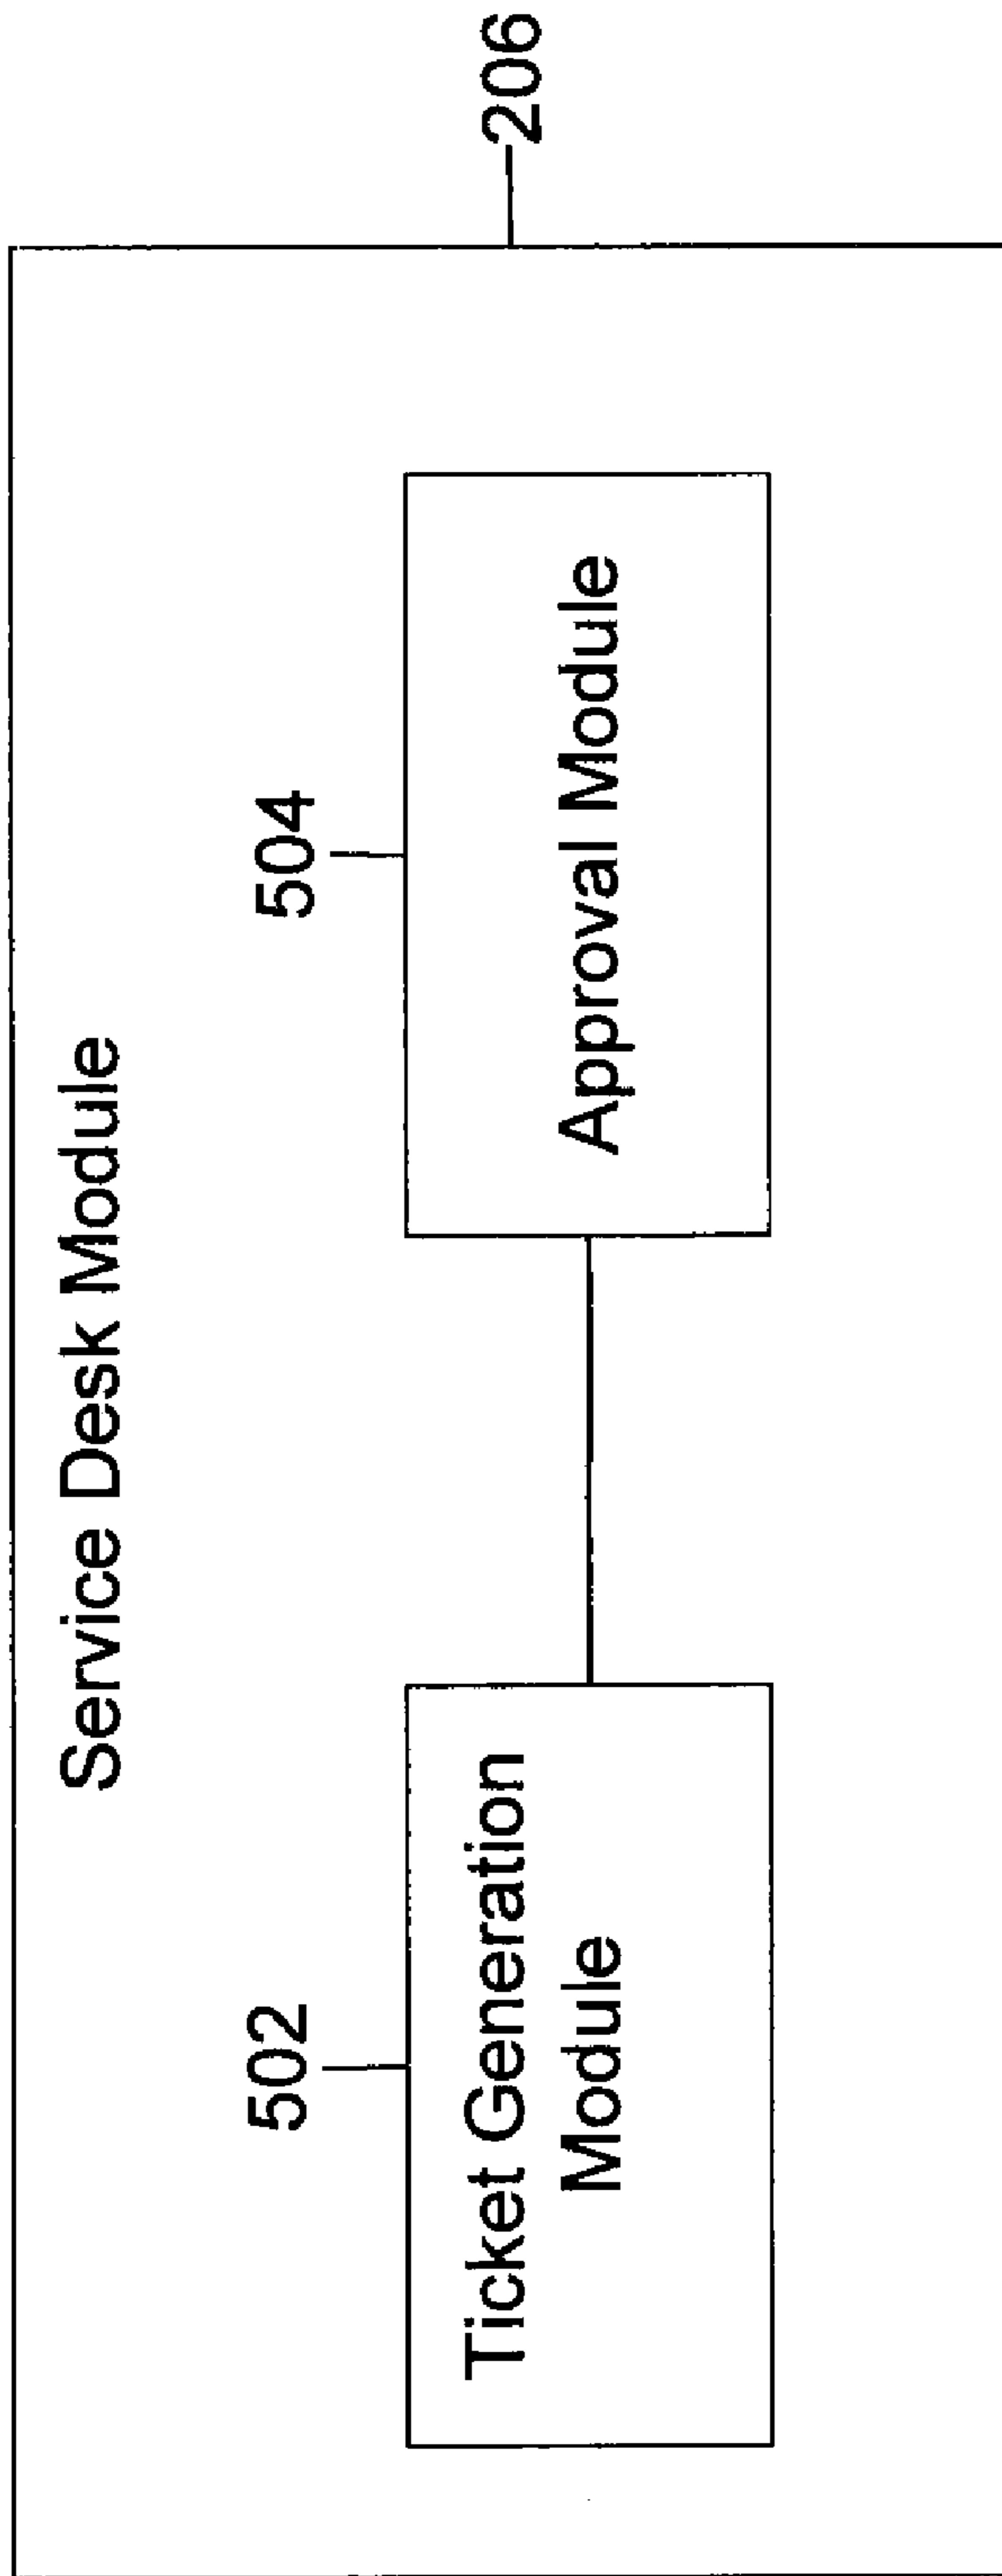 Service Desk Module
206
502
504
Ticket Generation
Module
Approval Module